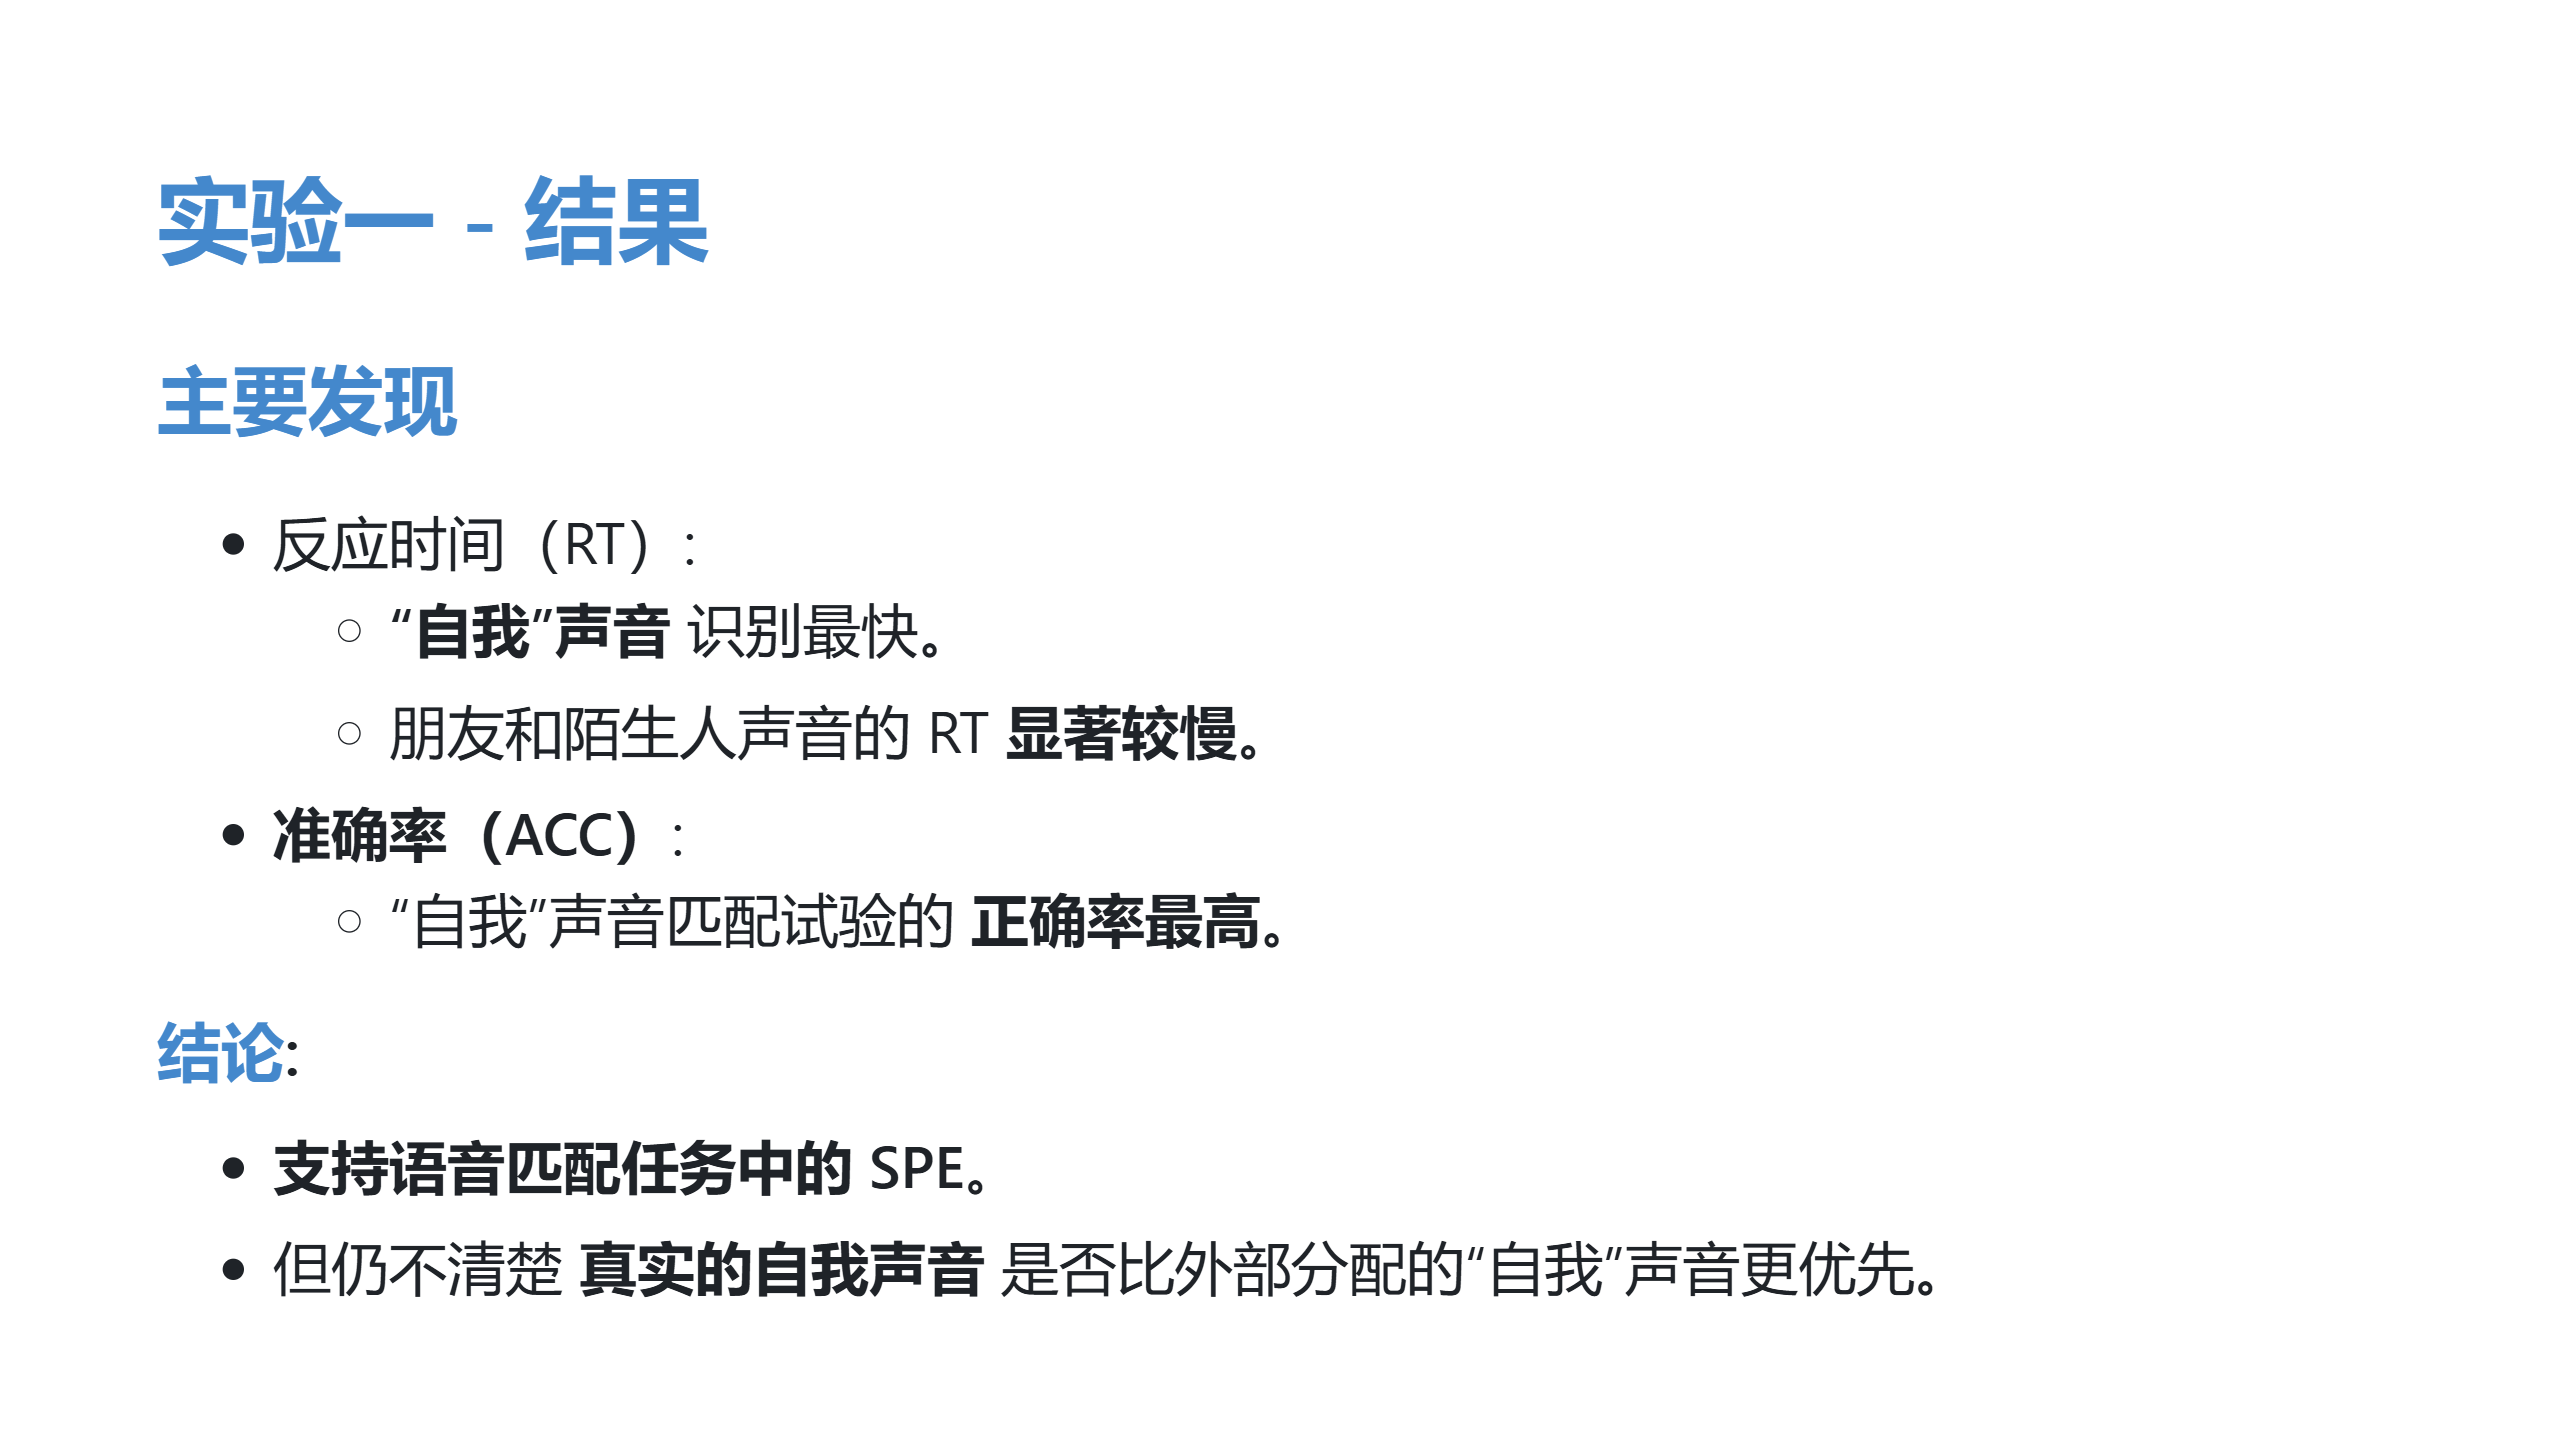 实验一 - 结果
主要发现
• 反应时间（RT）:
○ “自我”声音 识别最快。
○ 朋友和陌生人声音的 RT 显著较慢。
• 准确率（ACC）:
○ “自我”声音匹配试验的 正确率最高。
结论:
• 支持语音匹配任务中的 SPE。
• 但仍不清楚 真实的自我声音 是否比外部分配的“自我”声音更优先。